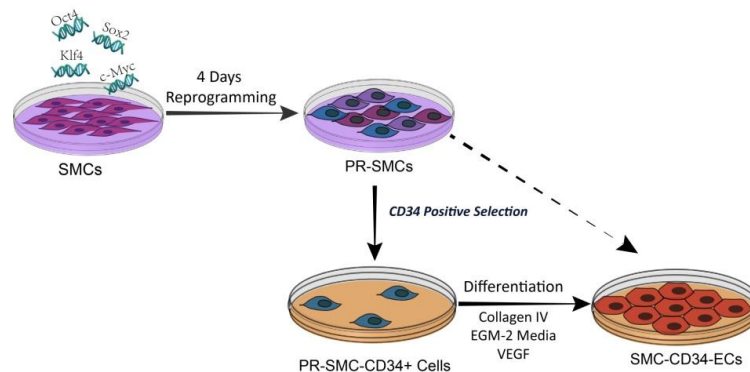 Oct4
Sox2
Klf4
c-Myc
4 Days
Reprogramming
SMCs
PR-SMCs
CD34 Positive Selection
Differentiation
Collagen IV
EGM-2 Media
VEGF
PR-SMC-CD34+ Cells
SMC-CD34-ECs